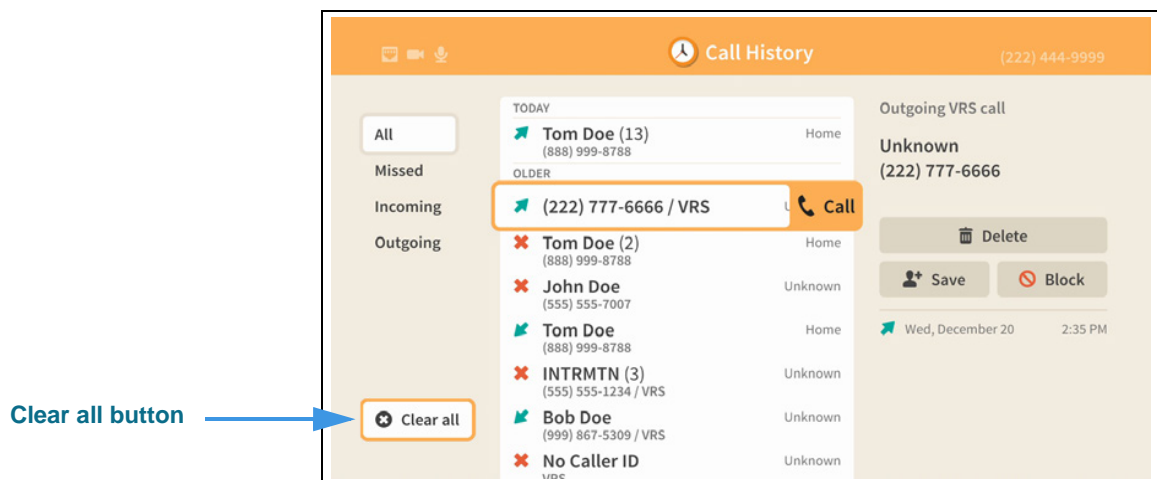 Call History
(222) 444-9999
All
Missed
Incoming
Outgoing
Clear all button
Clear all
TODAY
Tom Doe (13) Home
(888) 999-8788
OLDER
(222) 777-6666 / VRS
Call
Tom Doe (2) Home
(888) 999-8788
John Doe Unknown
(555) 555-7007
Tom Doe Home
(888) 999-8788
INTRMTN (3) Unknown
(555) 555-1234 / VRS
Bob Doe Unknown
(999) 867-5309 / VRS
No Caller ID Unknown
VRS
Outgoing VRS call
Unknown
(222) 777-6666
Delete
Save Block
Wed, December 20 2:35 PM